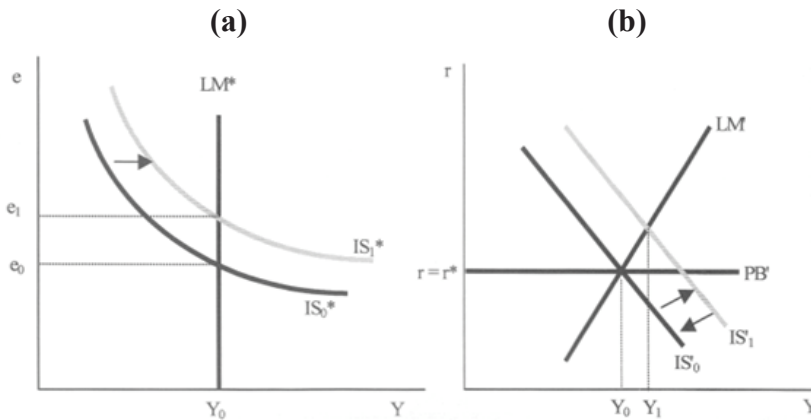 (a)
e
LM*
e₁
e₀
IS₁*
IS₀*
Y₀
Y
(b)
r
LM'
r = r*
PB'
IS'₁
IS'₀
Y₀
Y₁
Y